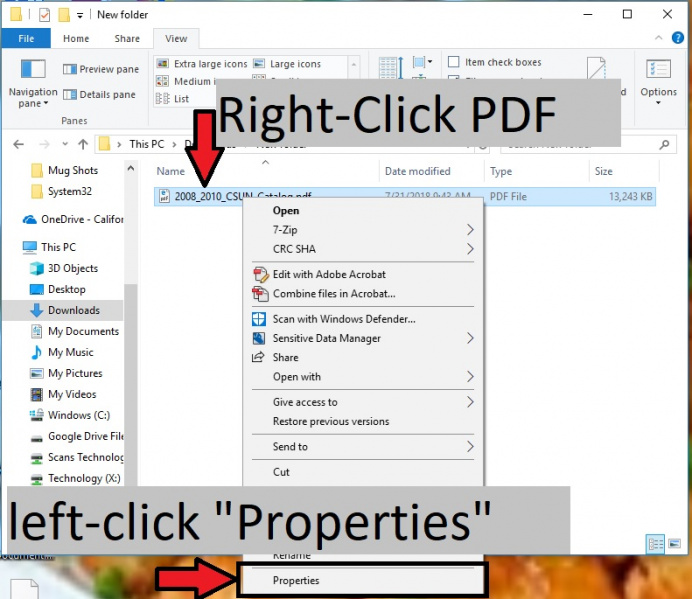 New folder
File Home Share View
Extra large icons Large icons
Preview pane
Medium
Navigation pane
Details pane
List
Panes
Item check boxes
Options
Right-Click PDF
This PC
Name Date modified Type Size
2008_2010_CSUN_Catalog.pdf 7/31/2018 9:43 AM PDF File 13,243 KB
Mug Shots
System32
OneDrive - Califor
This PC
3D Objects
Desktop
Downloads
My Documents
My Music
My Pictures
My Videos
Windows (C:)
Google Drive File
Scans Technolog
Technology (X:)
Open
7-Zip
CRC SHA
Edit with Adobe Acrobat
Combine files in Acrobat...
Scan with Windows Defender...
Sensitive Data Manager
Share
Open with
Give access to
Restore previous versions
Send to
Cut
left-click "Properties"
Rename
Properties